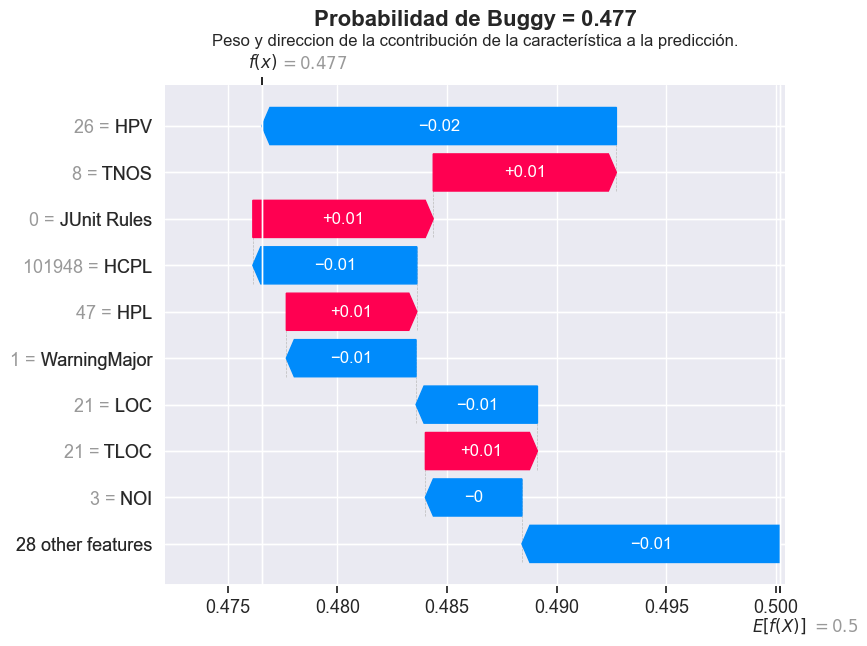 Probabilidad de Buggy = 0.477
Peso y direccion de la ccontribución de la característica a la predicción.
f(x) = 0.477
26 = HPV
−0.02
8 = TNOS
+0.01
0 = JUnit Rules
+0.01
101948 = HCPL
−0.01
47 = HPL
+0.01
1 = WarningMajor
−0.01
21 = LOC
−0.01
21 = TLOC
+0.01
3 = NOI
−0
28 other features
−0.01
0.475 0.480 0.485 0.490 0.495 0.500
E[f(X)] = 0.5